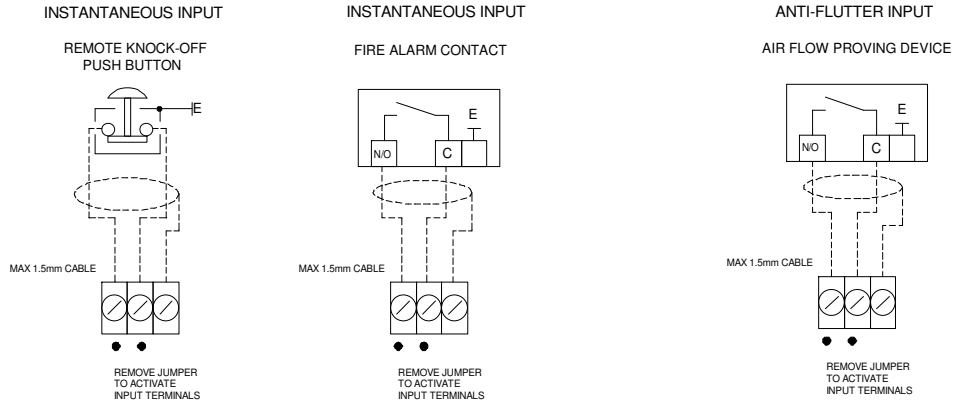 INSTANTANEOUS INPUT
REMOTE KNOCK-OFF
PUSH BUTTON
E
MAX 1.5mm CABLE
REMOVE JUMPER
TO ACTIVATE
INPUT TERMINALS
INSTANTANEOUS INPUT
FIRE ALARM CONTACT
E
N/O
C
MAX 1.5mm CABLE
REMOVE JUMPER
TO ACTIVATE
INPUT TERMINALS
ANTI-FLUTTER INPUT
AIR FLOW PROVING DEVICE
E
N/O
C
MAX 1.5mm CABLE
REMOVE JUMPER
TO ACTIVATE
INPUT TERMINALS